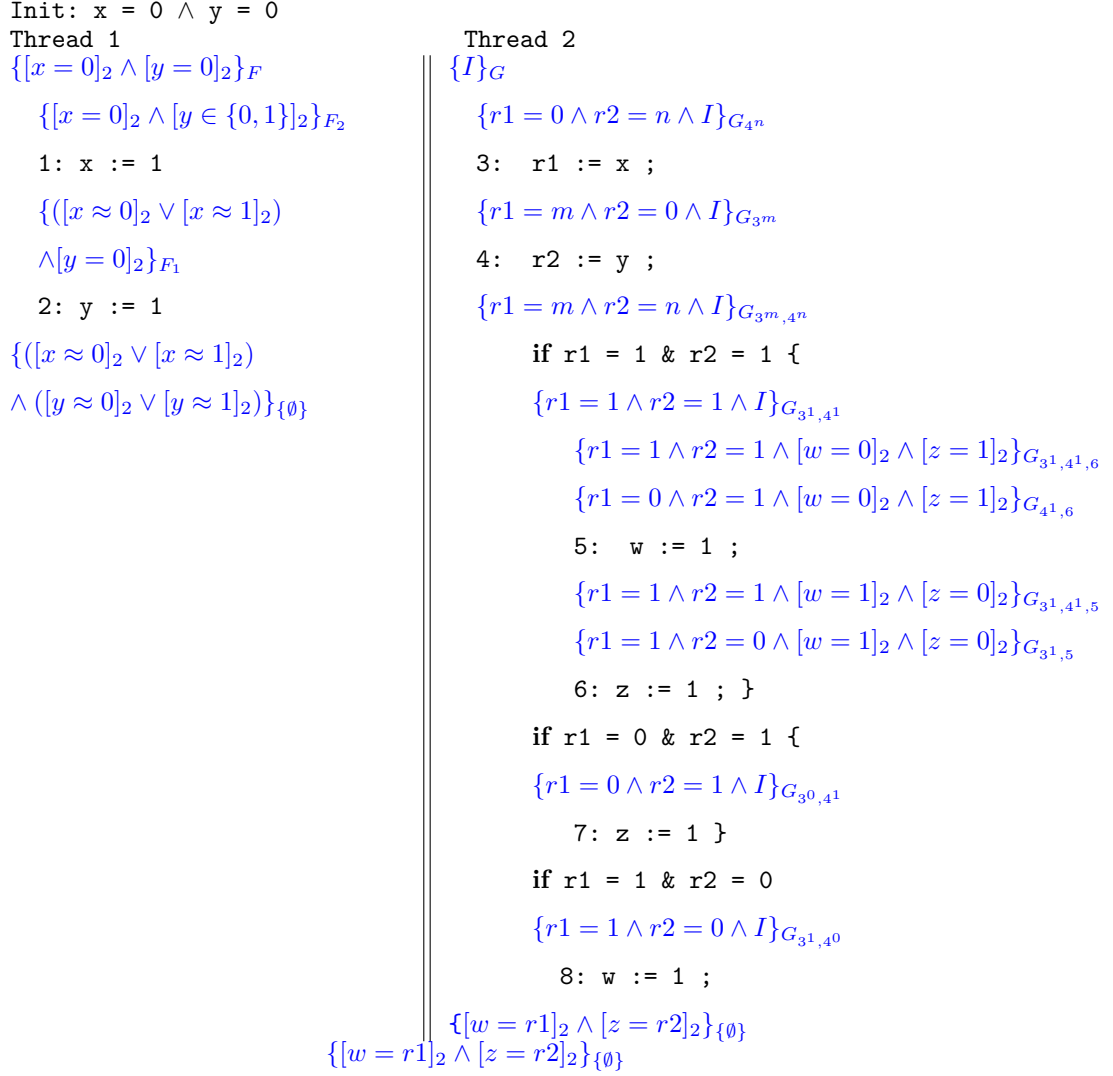 Init: x = 0 ∧ y = 0
Thread 1
{[x = 0]₂ ∧ [y = 0]₂}_F
{[x = 0]₂ ∧ [y ∈ {0, 1}]₂}_{F₂}
1: x := 1
{([x ≈ 0]₂ ∨ [x ≈ 1]₂)
∧[y = 0]₂}_{F₁}
2: y := 1
{([x ≈ 0]₂ ∨ [x ≈ 1]₂)
∧ ([y ≈ 0]₂ ∨ [y ≈ 1]₂)}_{{∅}}
Thread 2
{I}_G
{r1 = 0 ∧ r2 = n ∧ I}_{G_{4^n}}
3: r1 := x ;
{r1 = m ∧ r2 = 0 ∧ I}_{G_{3^m}}
4: r2 := y ;
{r1 = m ∧ r2 = n ∧ I}_{G_{3^m,4^n}}
if r1 = 1 & r2 = 1 {
{r1 = 1 ∧ r2 = 1 ∧ I}_{G_{3^1,4^1}}
{r1 = 1 ∧ r2 = 1 ∧ [w = 0]₂ ∧ [z = 1]₂}_{G_{3^1,4^1,6}}
{r1 = 0 ∧ r2 = 1 ∧ [w = 0]₂ ∧ [z = 1]₂}_{G_{4^1,6}}
5: w := 1 ;
{r1 = 1 ∧ r2 = 1 ∧ [w = 1]₂ ∧ [z = 0]₂}_{G_{3^1,4^1,5}}
{r1 = 1 ∧ r2 = 0 ∧ [w = 1]₂ ∧ [z = 0]₂}_{G_{3^1,5}}
6: z := 1 ; }
if r1 = 0 & r2 = 1 {
{r1 = 0 ∧ r2 = 1 ∧ I}_{G_{3^0,4^1}}
7: z := 1 }
if r1 = 1 & r2 = 0
{r1 = 1 ∧ r2 = 0 ∧ I}_{G_{3^1,4^0}}
8: w := 1 ;
{[w = r1]₂ ∧ [z = r2]₂}_{{∅}}
{[w = r1]₂ ∧ [z = r2]₂}_{{∅}}